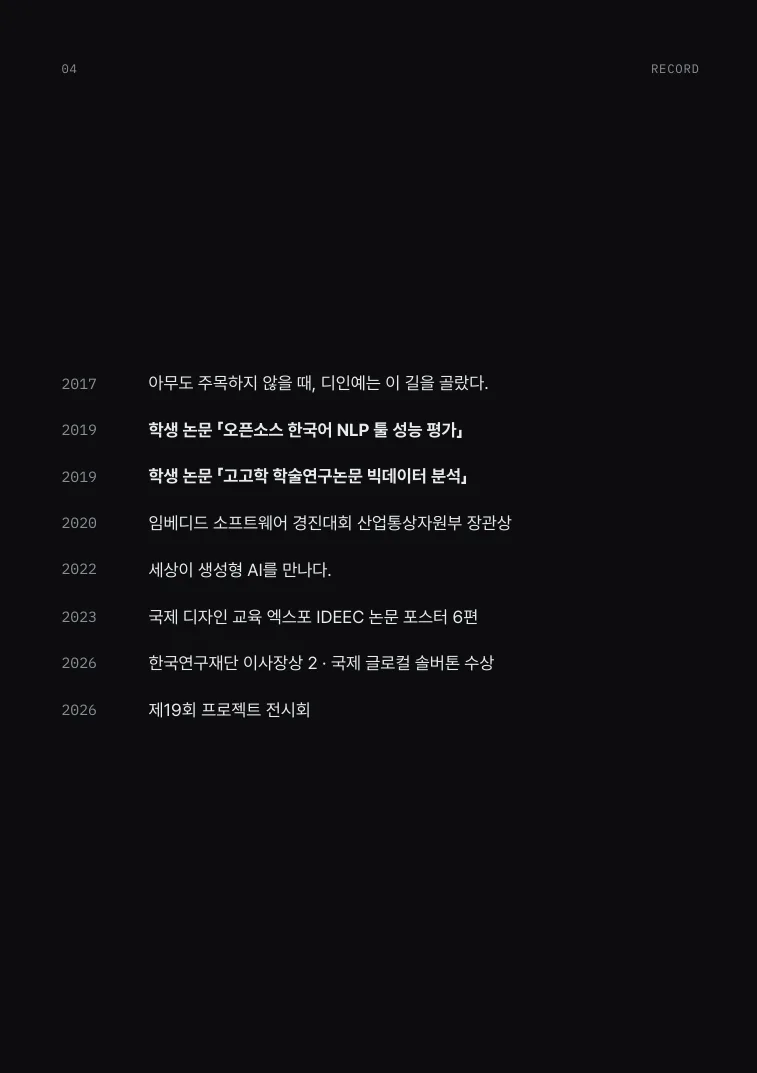 04 RECORD
2017 아무도 주목하지 않을 때, 디인예는 이 길을 골랐다.
2019 학생 논문 「오픈소스 한국어 NLP 툴 성능 평가」
2019 학생 논문 「고고학 학술연구논문 빅데이터 분석」
2020 임베디드 소프트웨어 경진대회 산업통상자원부 장관상
2022 세상이 생성형 AI를 만나다.
2023 국제 디자인 교육 엑스포 IDEEC 논문 포스터 6편
2026 한국연구재단 이사장상 2 · 국제 글로컬 솔버톤 수상
2026 제19회 프로젝트 전시회